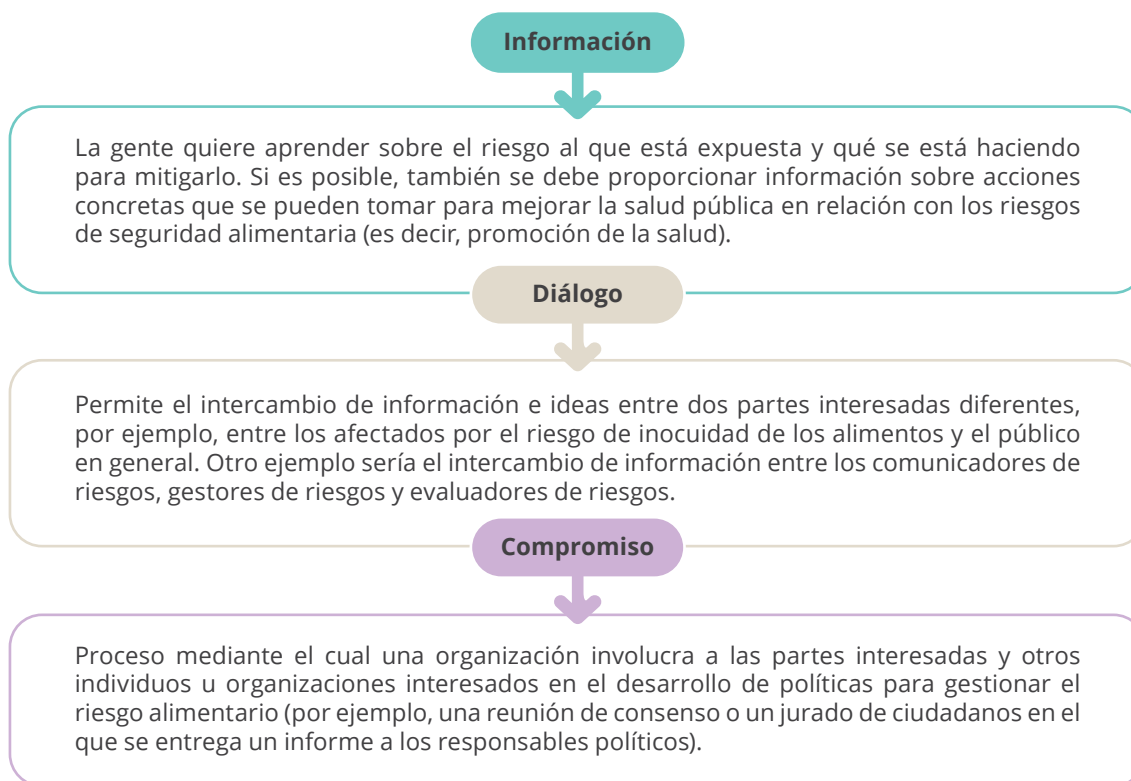 Información
La gente quiere aprender sobre el riesgo al que está expuesta y qué se está haciendo
para mitigarlo. Si es posible, también se debe proporcionar información sobre acciones
concretas que se pueden tomar para mejorar la salud pública en relación con los riesgos
de seguridad alimentaria (es decir, promoción de la salud).
Diálogo
Permite el intercambio de información e ideas entre dos partes interesadas diferentes,
por ejemplo, entre los afectados por el riesgo de inocuidad de los alimentos y el público
en general. Otro ejemplo sería el intercambio de información entre los comunicadores de
riesgos, gestores de riesgos y evaluadores de riesgos.
Compromiso
Proceso mediante el cual una organización involucra a las partes interesadas y otros
individuos u organizaciones interesados en el desarrollo de políticas para gestionar el
riesgo alimentario (por ejemplo, una reunión de consenso o un jurado de ciudadanos en el
que se entrega un informe a los responsables políticos).